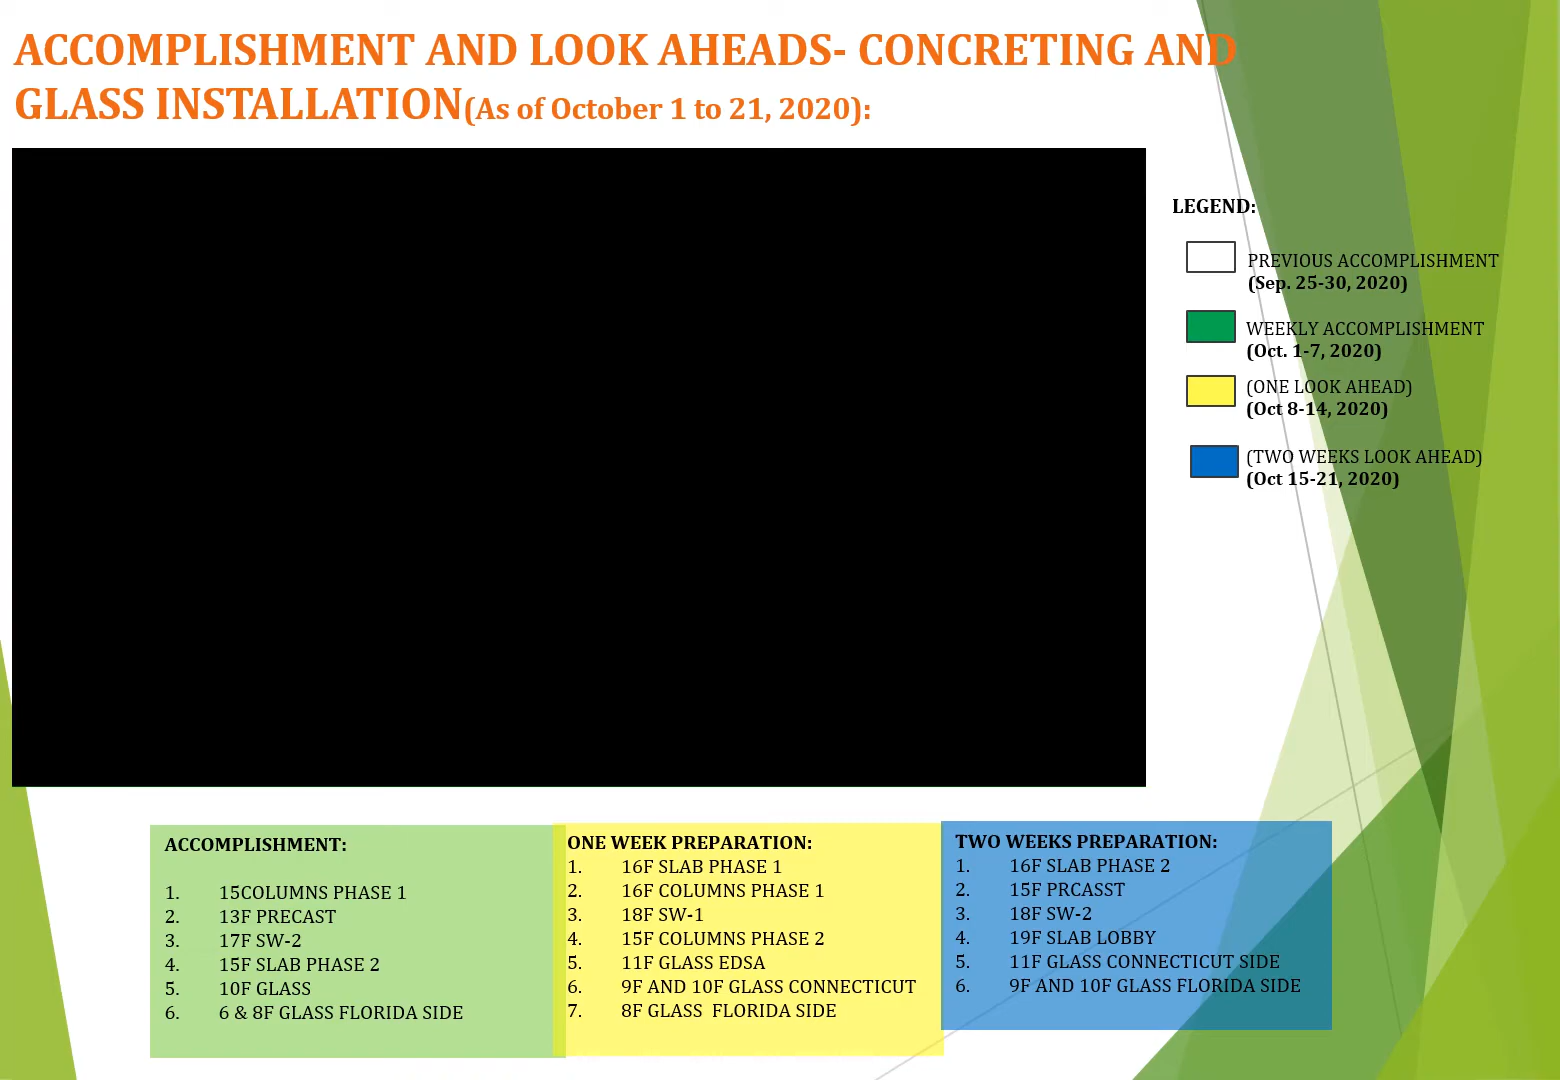 ACCOMPLISHMENT AND LOOK AHEADS- CONCRETING AND
GLASS INSTALLATION(As of October 1 to 21, 2020):
LEGEND:
PREVIOUS ACCOMPLISHMENT
(Sep. 25-30, 2020)
WEEKLY ACCOMPLISHMENT
(Oct. 1-7, 2020)
(ONE LOOK AHEAD)
(Oct 8-14, 2020)
(TWO WEEKS LOOK AHEAD)
(Oct 15-21, 2020)
ACCOMPLISHMENT:
1. 15COLUMNS PHASE 1
2. 13F PRECAST
3. 17F SW-2
4. 15F SLAB PHASE 2
5. 10F GLASS
6. 6 & 8F GLASS FLORIDA SIDE
ONE WEEK PREPARATION:
1. 16F SLAB PHASE 1
2. 16F COLUMNS PHASE 1
3. 18F SW-1
4. 15F COLUMNS PHASE 2
5. 11F GLASS EDSA
6. 9F AND 10F GLASS CONNECTICUT
7. 8F GLASS  FLORIDA SIDE
TWO WEEKS PREPARATION:
1. 16F SLAB PHASE 2
2. 15F PRCASST
3. 18F SW-2
4. 19F SLAB LOBBY
5. 11F GLASS CONNECTICUT SIDE
6. 9F AND 10F GLASS FLORIDA SIDE